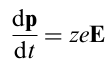 d𝐩/dt = ze𝐄